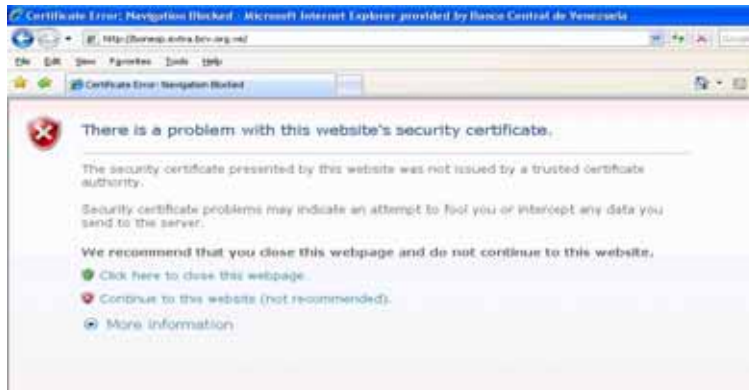 Certificate Error: Navigation Blocked - Microsoft Internet Explorer provided by Banco Central de Venezuela
File Edit View Favorites Tools Help
Certificate Error: Navigation Blocked
There is a problem with this website's security certificate.
The security certificate presented by this website was not issued by a trusted certificate
authority.
Security certificate problems may indicate an attempt to fool you or intercept any data you
send to the server.
We recommend that you close this webpage and do not continue to this website.
Click here to close this webpage.
Continue to this website (not recommended).
More information